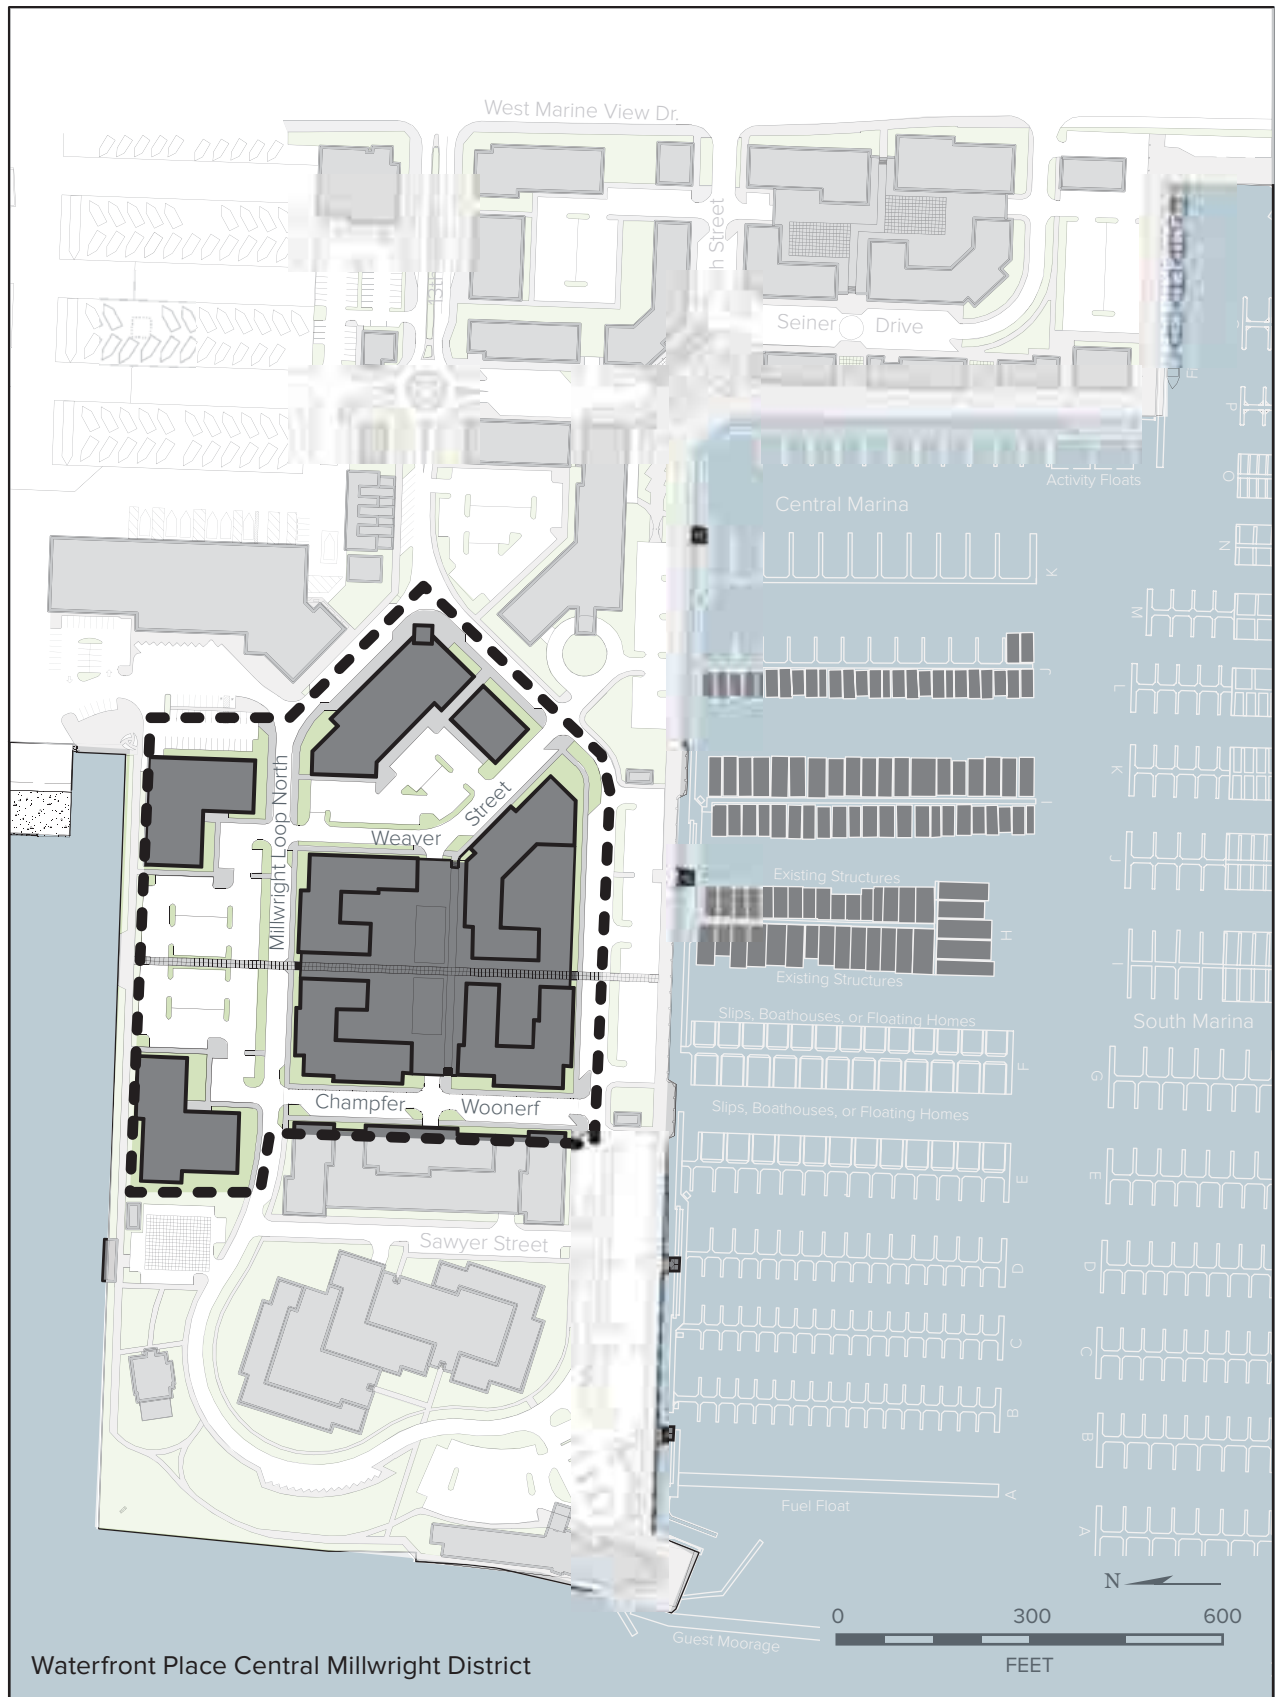 West Marine View Dr.
13th
h Street
Seiner Drive
F
P
O
Activity Floats
Central Marina
N
K
M
J
L
K
Millwright Loop North
Weaver Street
I
J
Existing Structures
H
Existing Structures
I
Slips, Boathouses, or Floating Homes
South Marina
F
G
Champfer Woonerf
Slips, Boathouses, or Floating Homes
E
E
Sawyer Street
D
D
C
C
B
B
A
Fuel Float
A
N
0 300 600
FEET
Guest Moorage
Waterfront Place Central Millwright District